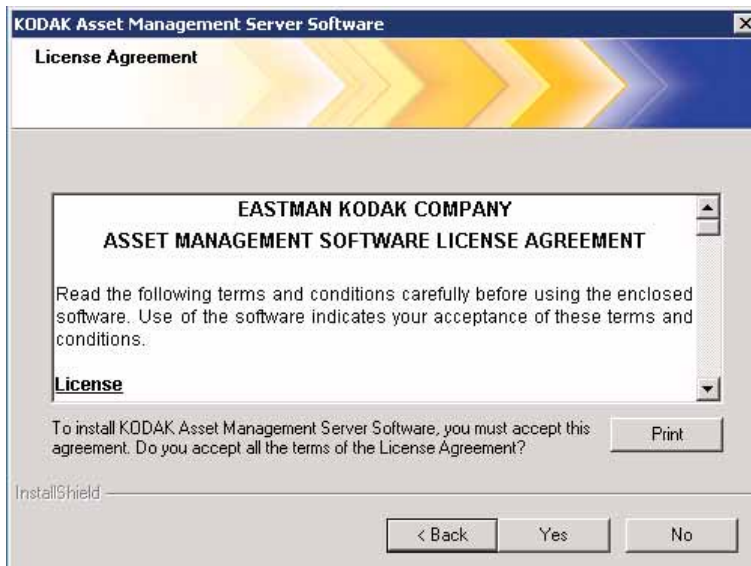 KODAK Asset Management Server Software
License Agreement
EASTMAN KODAK COMPANY
ASSET MANAGEMENT SOFTWARE LICENSE AGREEMENT
Read the following terms and conditions carefully before using the enclosed
software. Use of the software indicates your acceptance of these terms and
conditions.
License
To install KODAK Asset Management Server Software, you must accept this
agreement. Do you accept all the terms of the License Agreement?
Print
InstallShield
< Back
Yes
No